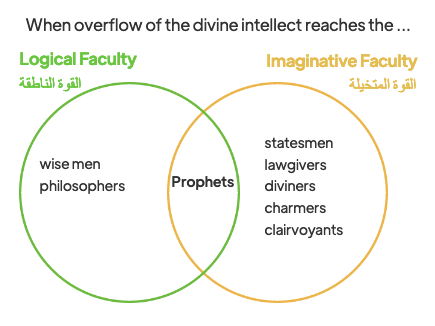 When overflow of the divine intellect reaches the ...
Logical Faculty
القوة الناطقة
Imaginative Faculty
القوة المتخيلة
wise men
philosophers
Prophets
statesmen
lawgivers
diviners
charmers
clairvoyants